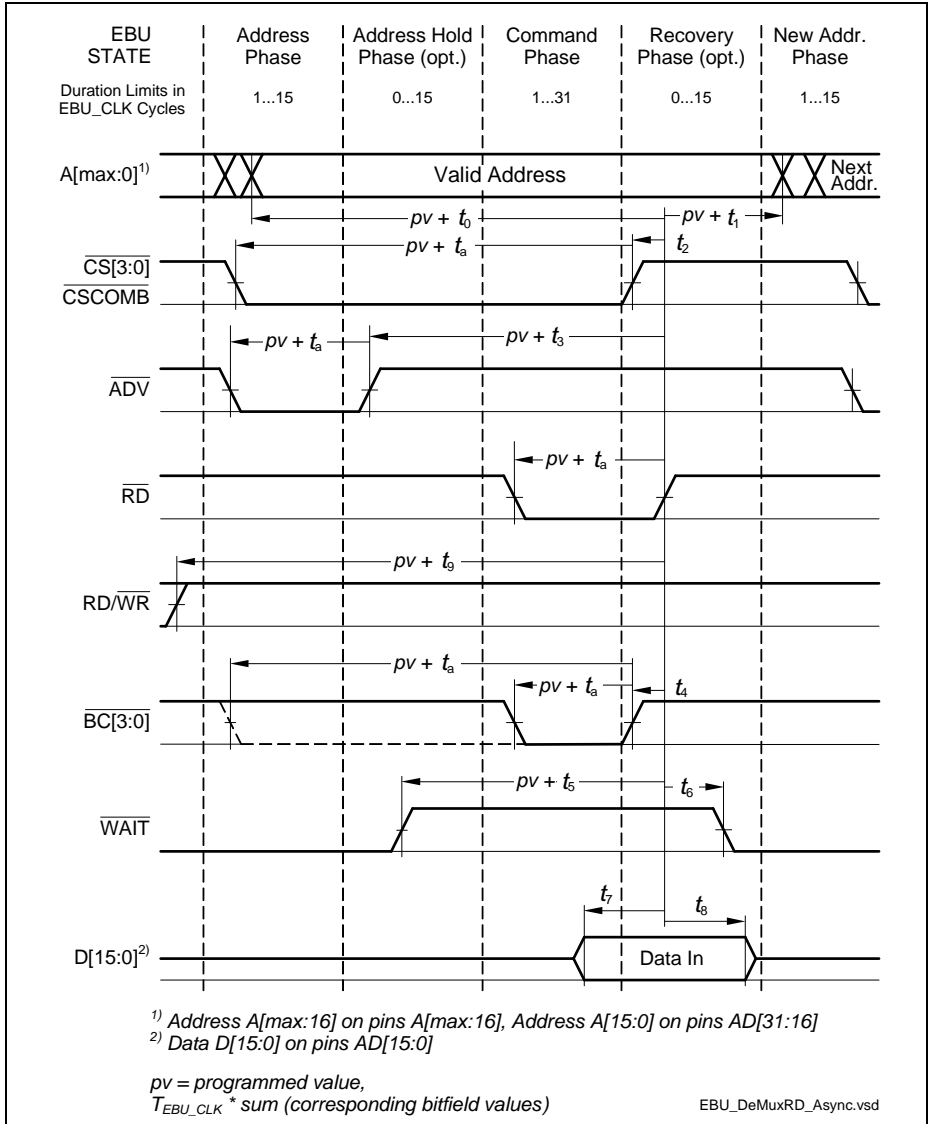 EBU STATE
Address Phase
Address Hold Phase (opt.)
Command Phase
Recovery Phase (opt.)
New Addr. Phase
Duration Limits in EBU_CLK Cycles
1...15
0...15
1...31
0...15
1...15
A[max:0]1)
Valid Address
Next Addr.
pv + t0
pv + t1
pv + ta
t2
CS[3:0]
CSCOMB
pv + ta
pv + t3
ADV
pv + ta
RD
pv + t9
RD/WR
pv + ta
pv + ta
t4
BC[3:0]
pv + t5
t6
WAIT
t7
t8
D[15:0]2)
Data In
1) Address A[max:16] on pins A[max:16], Address A[15:0] on pins AD[31:16]
2) Data D[15:0] on pins AD[15:0]
pv = programmed value,
TEBU_CLK * sum (corresponding bitfield values)
EBU_DeMuxRD_Async.vsd